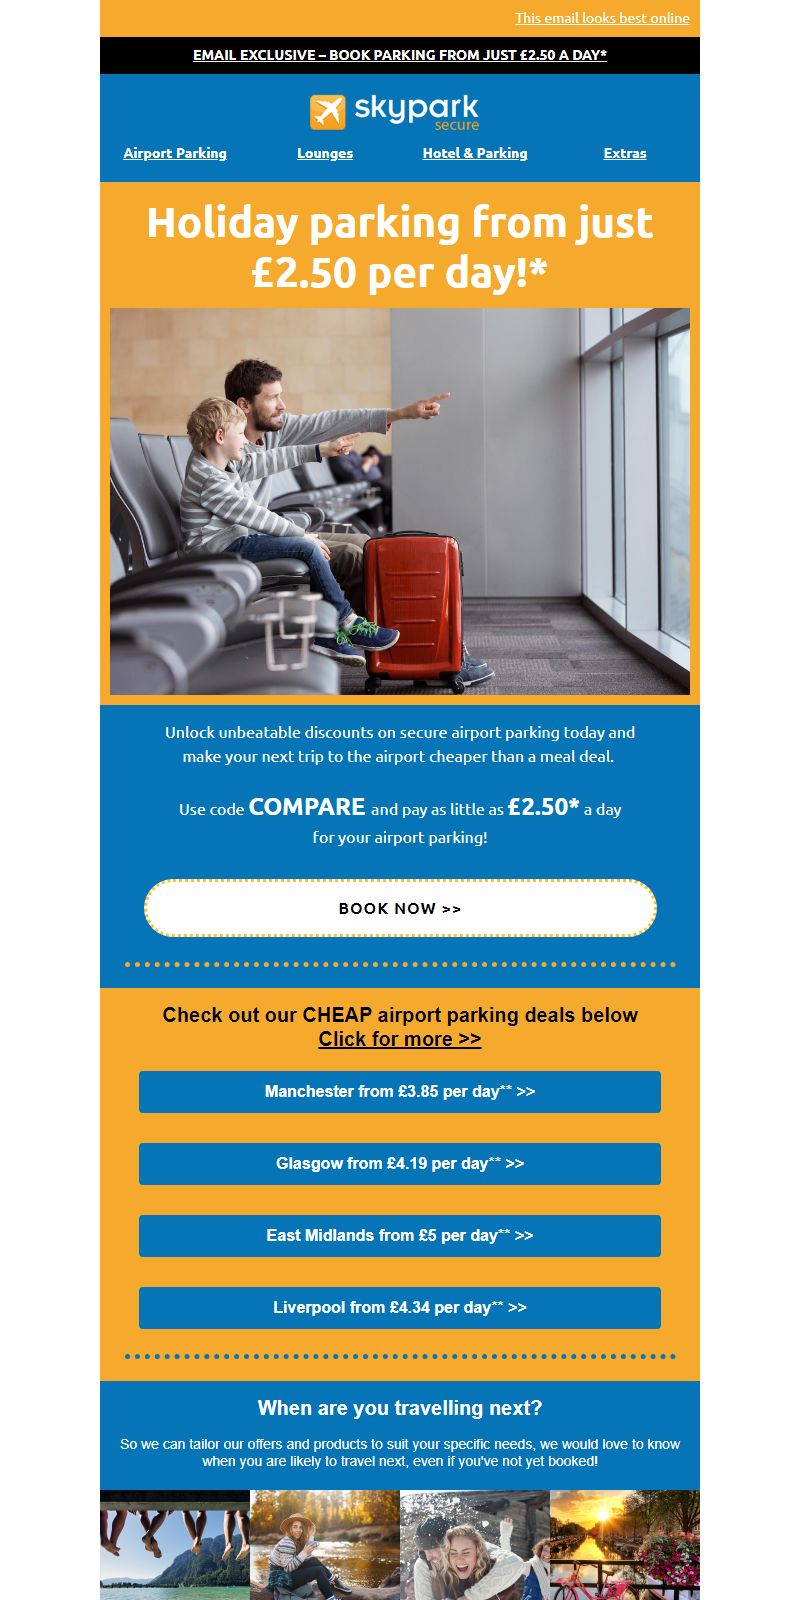 This email looks best online
EMAIL EXCLUSIVE – BOOK PARKING FROM JUST £2.50 A DAY*
skypark
secure
Airport Parking Lounges Hotel & Parking Extras
Holiday parking from just
£2.50 per day!*
Unlock unbeatable discounts on secure airport parking today and
make your next trip to the airport cheaper than a meal deal.
Use code COMPARE and pay as little as £2.50* a day
for your airport parking!
BOOK NOW >>
Check out our CHEAP airport parking deals below
Click for more >>
Manchester from £3.85 per day** >>
Glasgow from £4.19 per day** >>
East Midlands from £5 per day** >>
Liverpool from £4.34 per day** >>
When are you travelling next?
So we can tailor our offers and products to suit your specific needs, we would love to know
when you are likely to travel next, even if you've not yet booked!